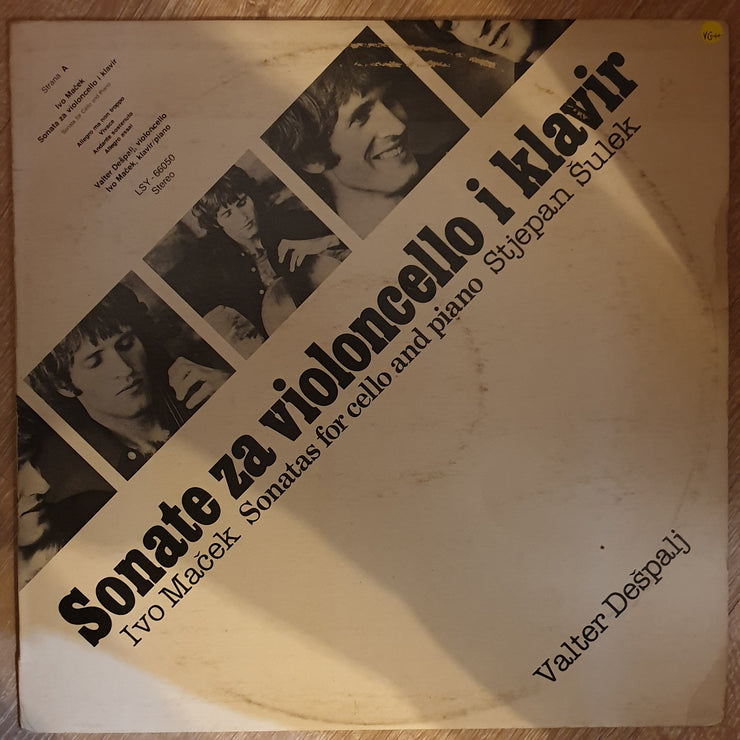 Strana A
Ivo Maček
Sonata za violoncello i klavir
Sonata for Cello and Piano
Allegro ma non troppo
Vivace
Andante sostenuto
Allegro assai
Valter Dešpalj, violoncello
Ivo Maček, klavir/piano
LSY-66050
Stereo
VG++
Sonate za violoncello i klavir
Ivo Maček Sonatas for cello and piano Stjepan Šulek
Valter Dešpalj